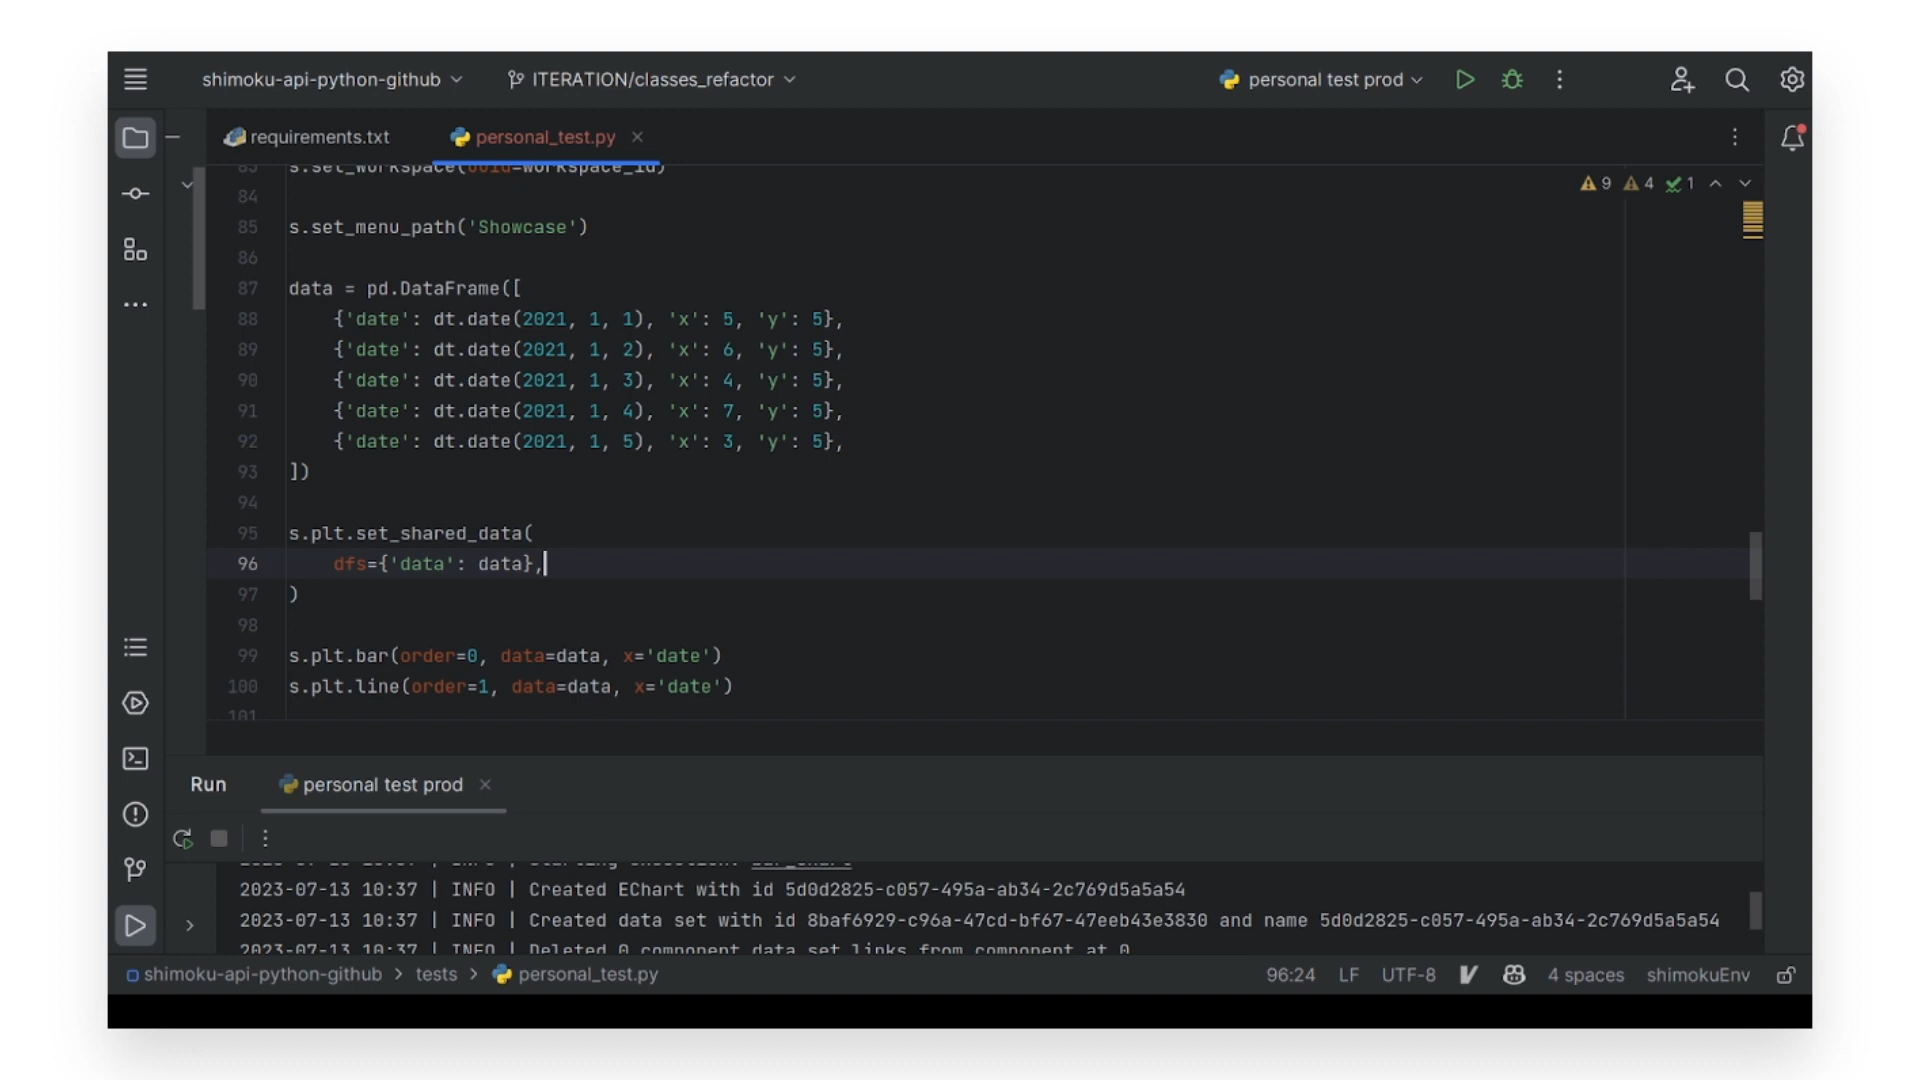 shimoku-api-python-github
ITERATION/classes_refactor
personal test prod
requirements.txt
personal_test.py
9 4 1
83 s.set_workspace(uuid=workspace_id)
84
85 s.set_menu_path('Showcase')
86
87 data = pd.DataFrame([
88 {'date': dt.date(2021, 1, 1), 'x': 5, 'y': 5},
89 {'date': dt.date(2021, 1, 2), 'x': 6, 'y': 5},
90 {'date': dt.date(2021, 1, 3), 'x': 4, 'y': 5},
91 {'date': dt.date(2021, 1, 4), 'x': 7, 'y': 5},
92 {'date': dt.date(2021, 1, 5), 'x': 3, 'y': 5},
93 ])
94
95 s.plt.set_shared_data(
96 dfs={'data': data},
97 )
98
99 s.plt.bar(order=0, data=data, x='date')
100 s.plt.line(order=1, data=data, x='date')
101
Run
personal test prod
2023-07-13 10:37 | INFO | Created EChart with id 5d0d2825-c057-495a-ab34-2c769d5a5a54
2023-07-13 10:37 | INFO | Created data set with id 8baf6929-c96a-47cd-bf67-47eeb43e3830 and name 5d0d2825-c057-495a-ab34-2c769d5a5a54
2023-07-13 10:37 | INFO | Deleted 0 component data set links from component at 0
shimoku-api-python-github > tests > personal_test.py
96:24 LF UTF-8 4 spaces shimokuEnv